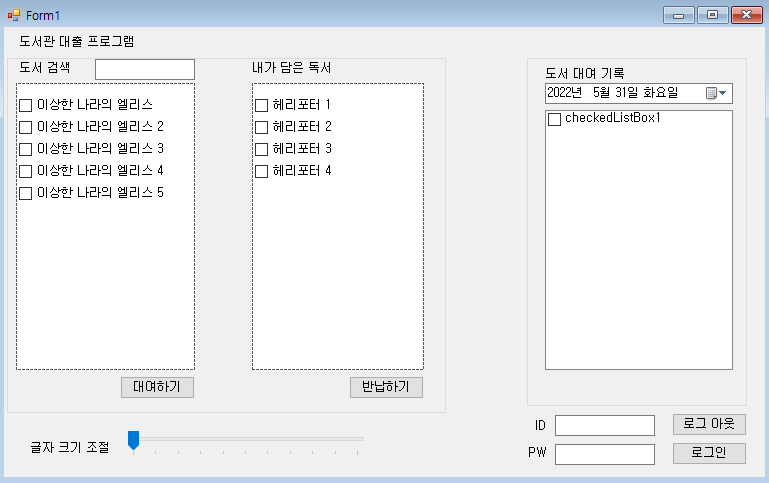 Form1
도서관 대출 프로그램
도서 검색
이상한 나라의 엘리스
이상한 나라의 엘리스 2
이상한 나라의 엘리스 3
이상한 나라의 엘리스 4
이상한 나라의 엘리스 5
대여하기
내가 담은 독서
헤리포터 1
헤리포터 2
헤리포터 3
헤리포터 4
반납하기
도서 대여 기록
2022년 5월 31일 화요일
checkedListBox1
글자 크기 조절
ID
로그 아웃
PW
로그인